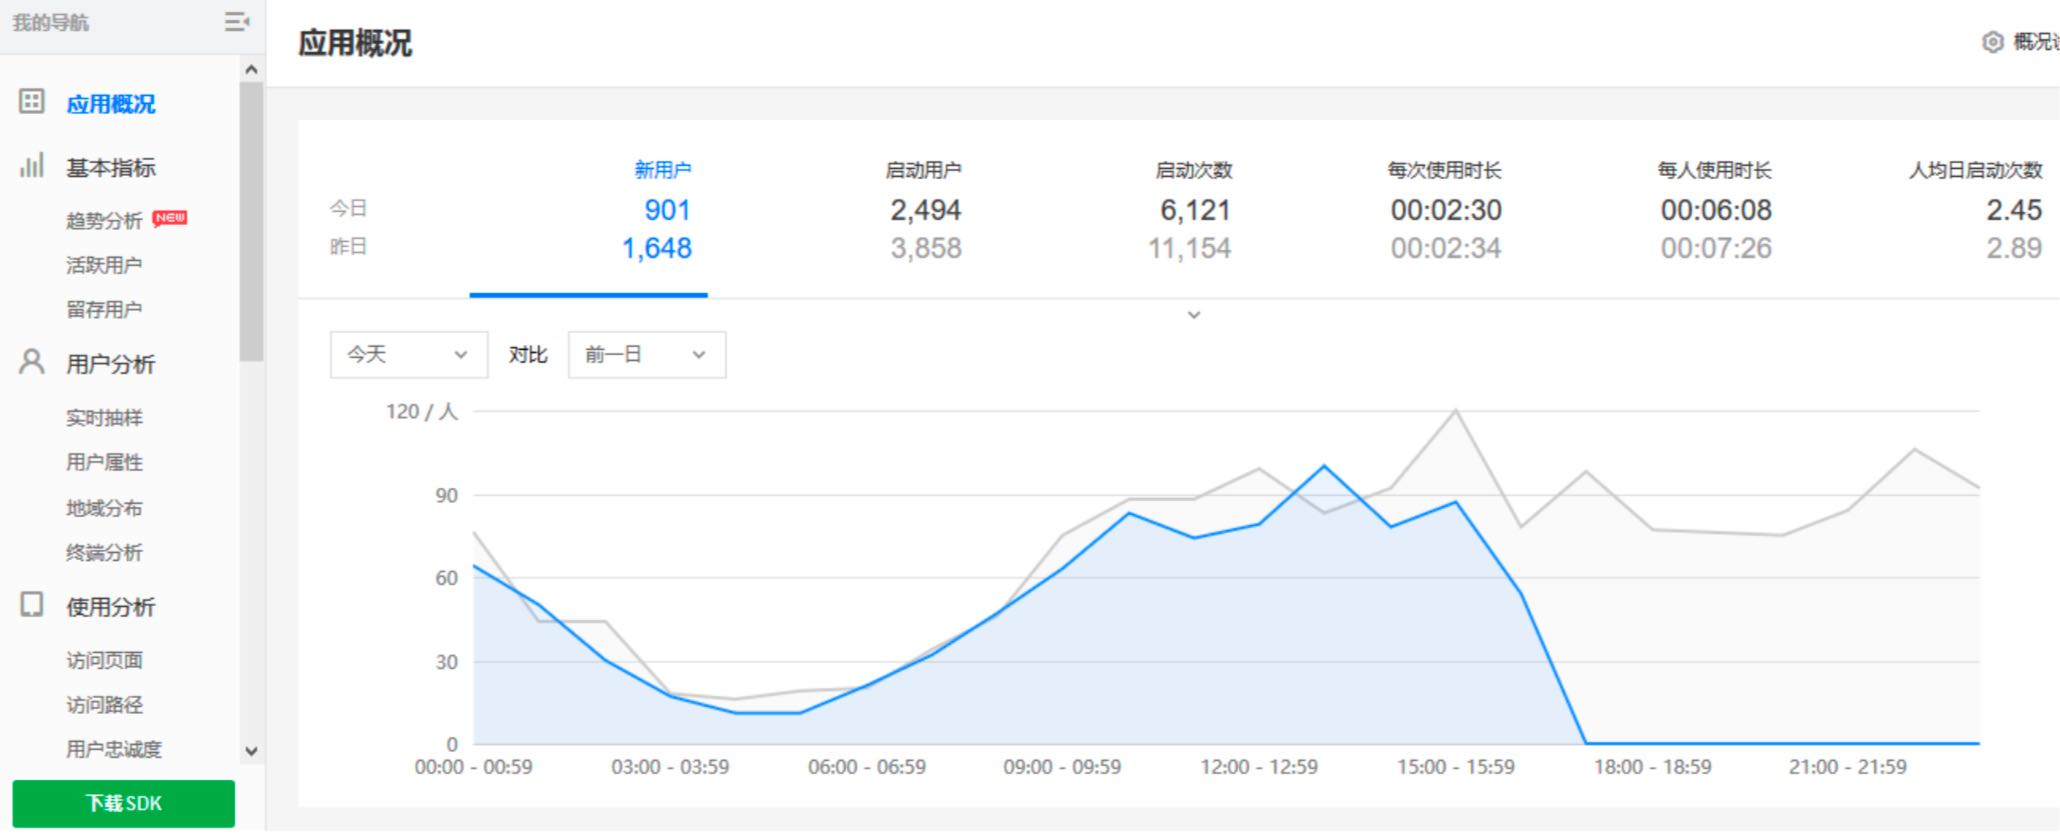 我的导航
应用概况
基本指标
趋势分析 NEW
活跃用户
留存用户
用户分析
实时抽样
用户属性
地域分布
终端分析
使用分析
访问页面
访问路径
用户忠诚度
下载SDK
应用概况
概况
新用户 启动用户 启动次数 每次使用时长 每人使用时长 人均日启动次数
今日 901 2,494 6,121 00:02:30 00:06:08 2.45
昨日 1,648 3,858 11,154 00:02:34 00:07:26 2.89
今天 对比 前一日
120 / 人
90
60
30
0
00:00 - 00:59 03:00 - 03:59 06:00 - 06:59 09:00 - 09:59 12:00 - 12:59 15:00 - 15:59 18:00 - 18:59 21:00 - 21:59